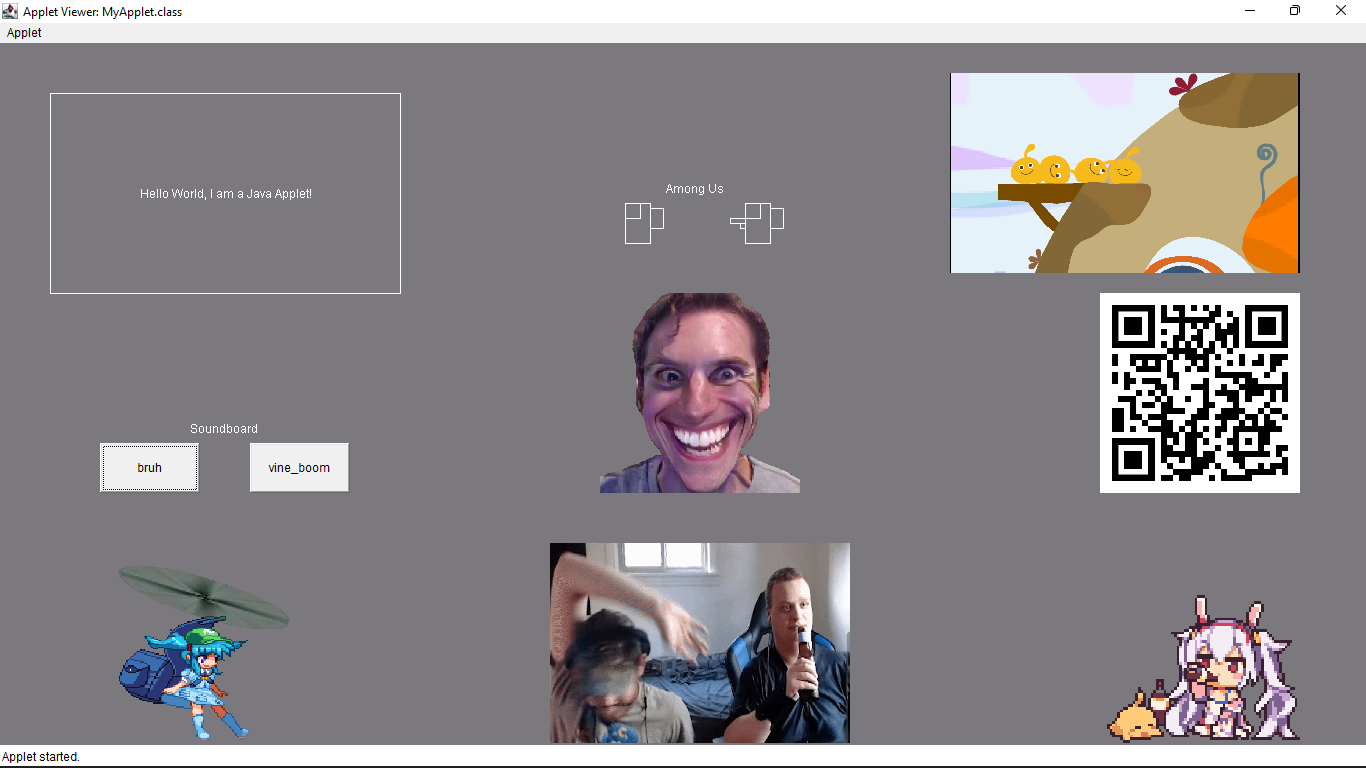 Applet Viewer: MyApplet.class
Applet
Hello World, I am a Java Applet!
Among Us
Soundboard
bruh
vine_boom
Applet started.